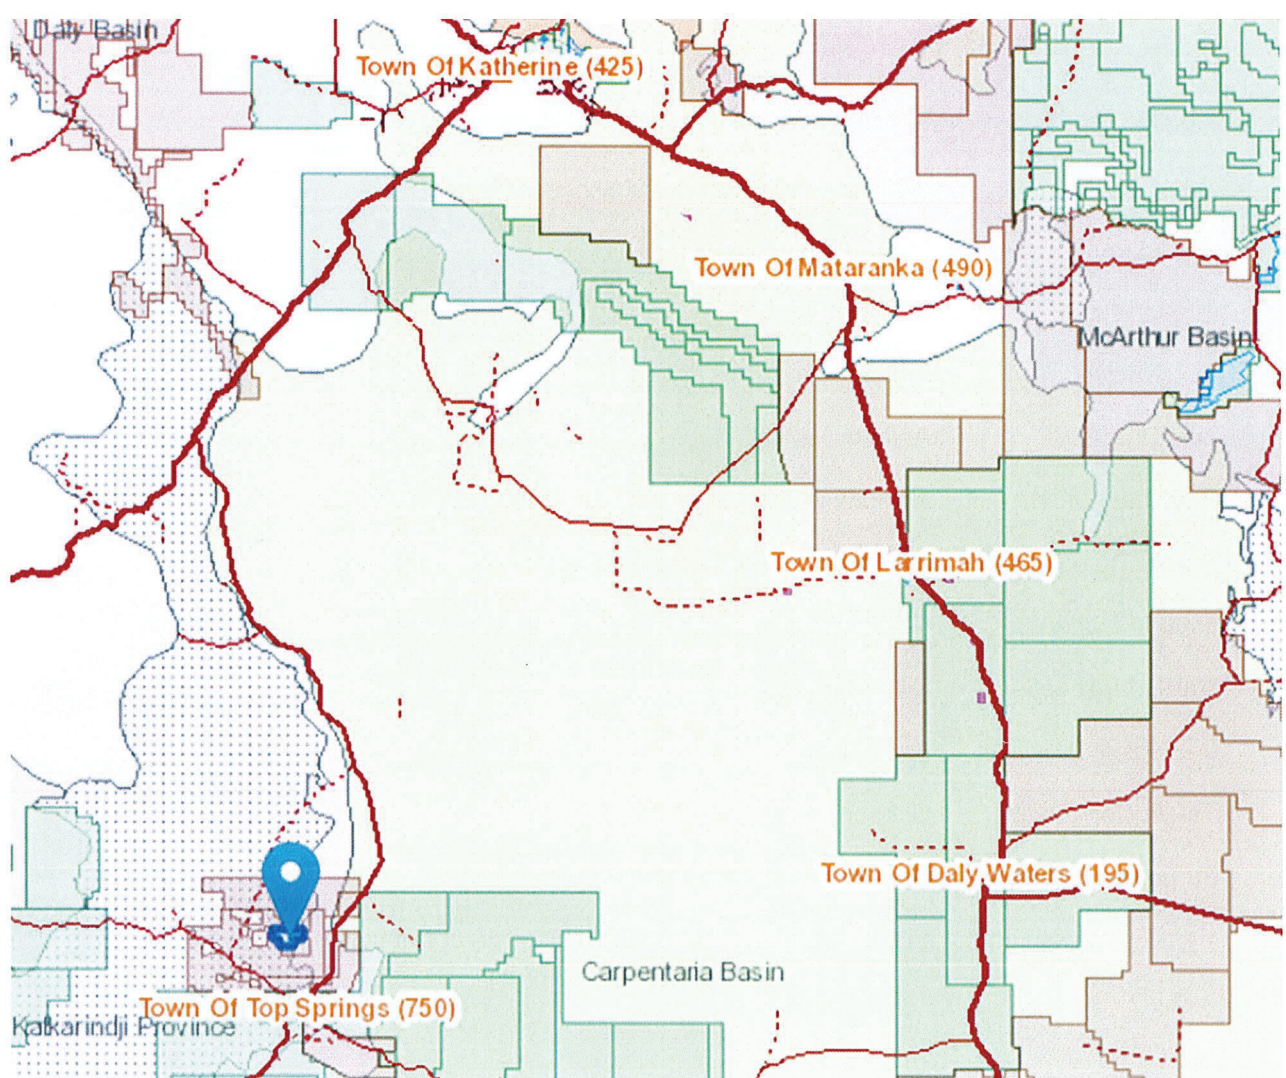 Daly Basin
Town Of Katherine (425)
Town Of Mataranka (490)
McArthur Basin
Town Of Larrimah (465)
Town Of Daly Waters (195)
Carpentaria Basin
Town Of Top Springs (750)
Kalkarindji Province